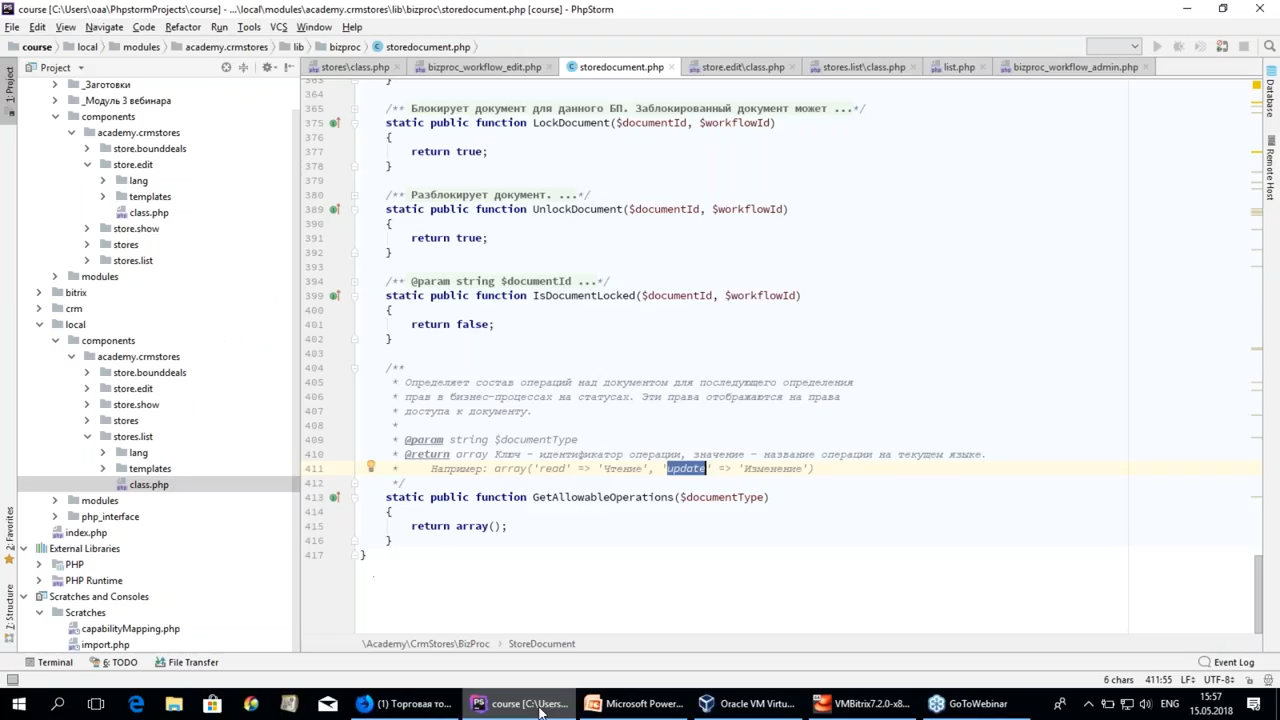 course [C:\Users\oaa\PhpstormProjects\course] - ...\local\modules\academy.crmstores\lib\bizproc\storedocument.php [course] - PhpStorm
File Edit View Navigate Code Refactor Run Tools VCS Window Help
course local modules academy.crmstores lib bizproc storedocument.php
Project
stores\class.php bizproc_workflow_edit.php storedocument.php store.edit\class.php stores.list\class.php list.php bizproc_workflow_admin.php
1: Project
2: Favorites
7: Structure
Database
Remote Host
_Заготовки
_Модуль 3 вебинара
components
academy.crmstores
store.bounddeals
store.edit
lang
templates
class.php
store.show
stores
stores.list
modules
bitrix
crm
local
components
academy.crmstores
store.bounddeals
store.edit
store.show
stores
stores.list
lang
templates
class.php
modules
php_interface
index.php
External Libraries
PHP
PHP Runtime
Scratches and Consoles
Scratches
capabilityMapping.php
import.php
363 }
364
365 /** Блокирует документ для данного БП. Заблокированный документ может ...*/
375 static public function LockDocument($documentId, $workflowId)
376 {
377 return true;
378 }
379
380 /** Разблокирует документ. ...*/
389 static public function UnlockDocument($documentId, $workflowId)
390 {
391 return true;
392 }
393
394 /** @param string $documentId ...*/
399 static public function IsDocumentLocked($documentId, $workflowId)
400 {
401 return false;
402 }
403
404 /**
405 * Определяет состав операций над документом для последующего определения
406 * прав в бизнес-процессах на статусах. Эти права отображаются на права
407 * доступа к документу.
408 *
409 * @param string $documentType
410 * @return array Ключ - идентификатор операции, значение - название операции на текущем языке.
411 * Например: array('read' => 'Чтение', 'update' => 'Изменение')
412 */
413 static public function GetAllowableOperations($documentType)
414 {
415 return array();
416 }
417 }
\Academy\CrmStores\BizProc StoreDocument
Terminal 6: TODO File Transfer Event Log
6 chars 411:55 LF÷ UTF-8÷
(1) Торговая то... course [C:\Users... Microsoft Power... Oracle VM Virtu... VMBitrix7.2.0-x8... GoToWebinar ENG 15:57
15.05.2018